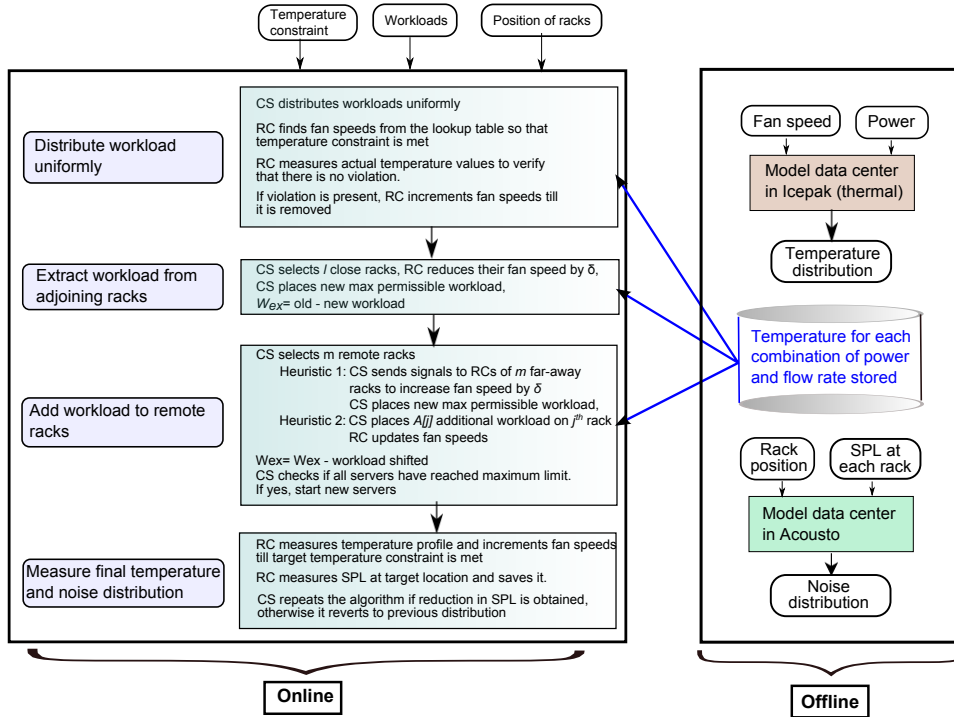 Temperature
constraint
Workloads
Position of racks
Distribute workload
uniformly
CS distributes workloads uniformly
RC finds fan speeds from the lookup table so that
temperature constraint is met
RC measures actual temperature values to verify
that there is no violation.
If violation is present, RC increments fan speeds till
it is removed
Extract workload from
adjoining racks
CS selects l close racks, RC reduces their fan speed by δ,
CS places new max permissible workload,
Wex= old - new workload
Add workload to remote
racks
CS selects m remote racks
Heuristic 1: CS sends signals to RCs of m far-away
racks to increase fan speed by δ
CS places new max permissible workload,
Heuristic 2: CS places A[j] additional workload on jth rack
RC updates fan speeds
Wex= Wex - workload shifted
CS checks if all servers have reached maximum limit.
If yes, start new servers
Measure final temperature
and noise distribution
RC measures temperature profile and increments fan speeds
till target temperature constraint is met
RC measures SPL at target location and saves it.
CS repeats the algorithm if reduction in SPL is obtained,
otherwise it reverts to previous distribution
Online
Fan speed
Power
Model data center
in Icepak (thermal)
Temperature
distribution
Temperature for each
combination of power
and flow rate stored
Rack
position
SPL at
each rack
Model data center
in Acousto
Noise
distribution
Offline